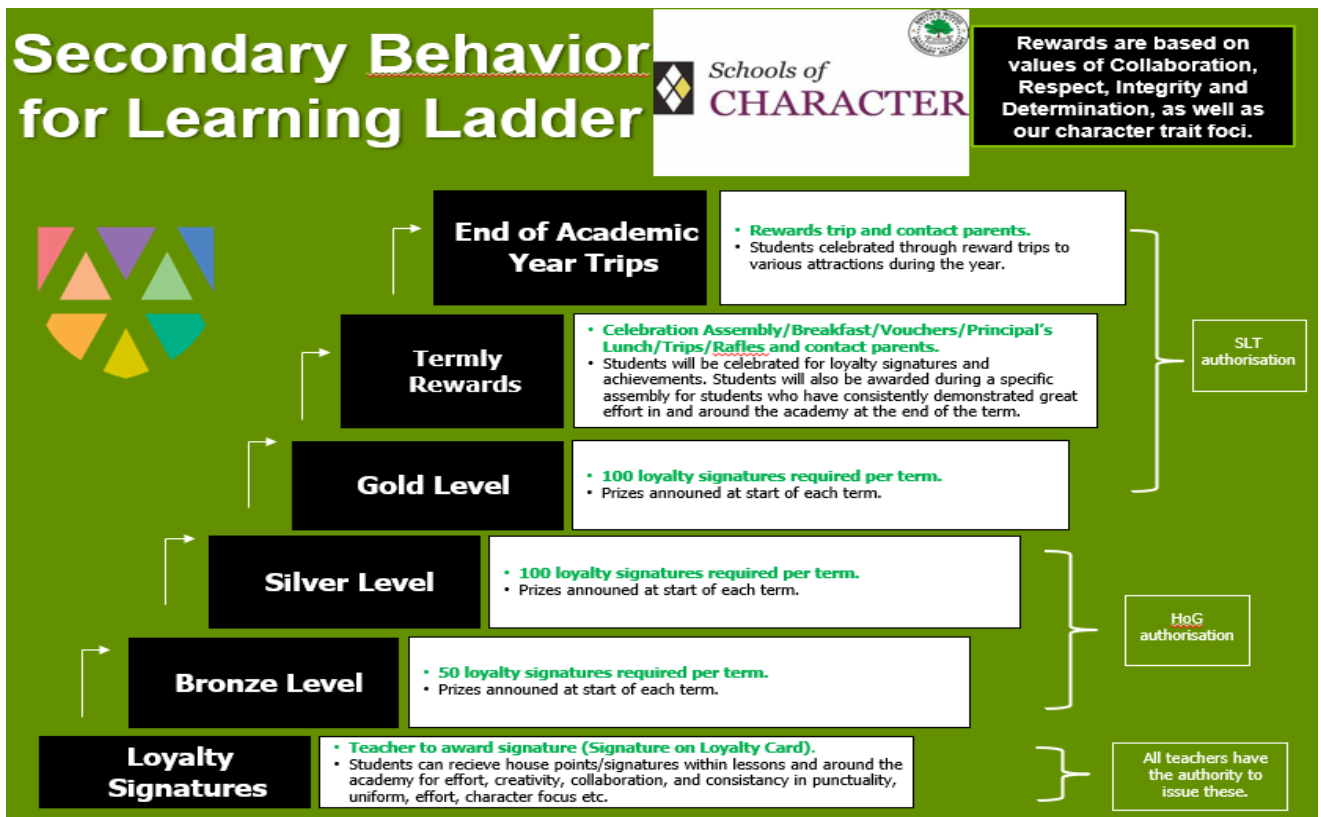 Secondary Behavior
for Learning Ladder
Schools of
CHARACTER
Rewards are based on
values of Collaboration,
Respect, Integrity and
Determination, as well as
our character trait foci.
End of Academic
Year Trips
• Rewards trip and contact parents.
• Students celebrated through reward trips to
various attractions during the year.
Termly
Rewards
• Celebration Assembly/Breakfast/Vouchers/Principal's
Lunch/Trips/Rafles and contact parents.
• Students will be celebrated for loyalty signatures and
achievements. Students will also be awarded during a specific
assembly for students who have consistently demonstrated great
effort in and around the academy at the end of the term.
SLT
authorisation
Gold Level
• 100 loyalty signatures required per term.
• Prizes announed at start of each term.
Silver Level
• 100 loyalty signatures required per term.
• Prizes announed at start of each term.
HoG
authorisation
Bronze Level
• 50 loyalty signatures required per term.
• Prizes announed at start of each term.
Loyalty
Signatures
• Teacher to award signature (Signature on Loyalty Card).
• Students can recieve house points/signatures within lessons and around the
academy for effort, creativity, collaboration, and consistancy in punctuality,
uniform, effort, character focus etc.
All teachers have
the authority to
issue these.